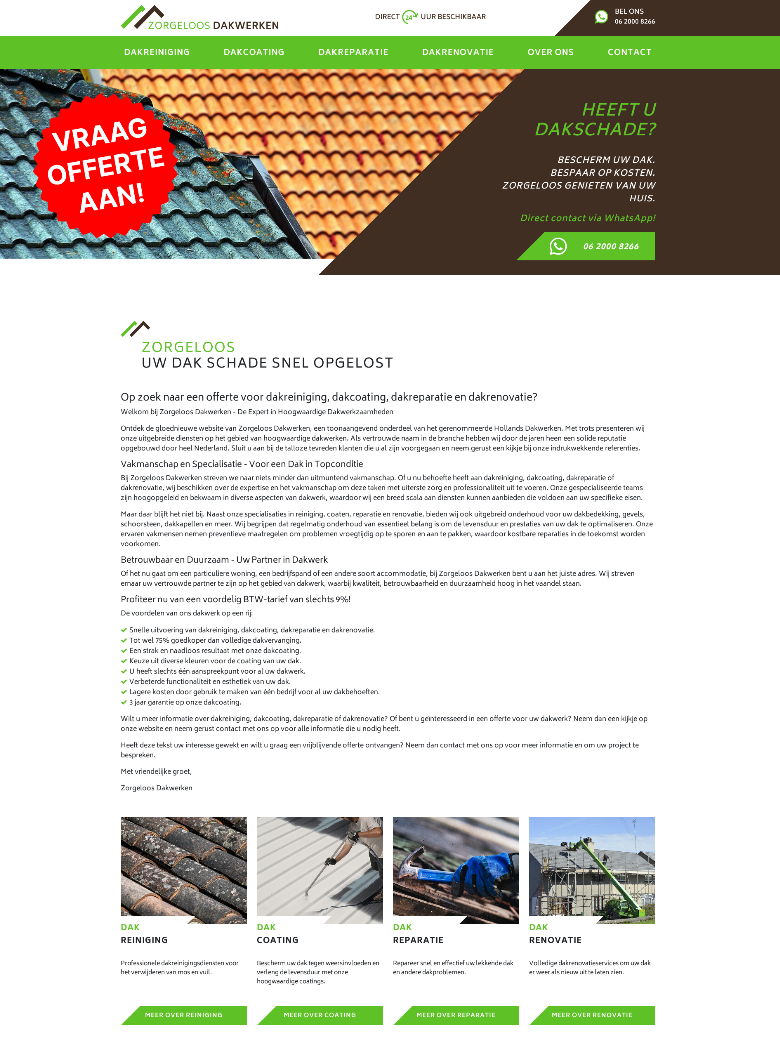 ZORGELOOS DAKWERKEN
DIRECT 24 UUR BESCHIKBAAR
BEL ONS
06 2000 8266
DAKREINIGING DAKCOATING DAKREPARATIE DAKRENOVATIE OVER ONS CONTACT
VRAAG
OFFERTE
AAN!
HEEFT U
DAKSCHADE?
BESCHERM UW DAK.
BESPAAR OP KOSTEN.
ZORGELOOS GENIETEN VAN UW
HUIS.
Direct contact via WhatsApp!
06 2000 8266
ZORGELOOS
UW DAK SCHADE SNEL OPGELOST
Op zoek naar een offerte voor dakreiniging, dakcoating, dakreparatie en dakrenovatie?
Welkom bij Zorgeloos Dakwerken - De Expert in Hoogwaardige Dakwerkzaamheden
Ontdek de gloednieuwe website van Zorgeloos Dakwerken, een toonaangevend onderdeel van het gerenommeerde Hollands Dakwerken. Met trots presenteren wij
onze uitgebreide diensten op het gebied van hoogwaardige dakwerken. Als vertrouwde naam in de branche hebben wij door de jaren heen een solide reputatie
opgebouwd door heel Nederland. Sluit u aan bij de talloze tevreden klanten die u al zijn voorgegaan en neem gerust een kijkje bij onze indrukwekkende referenties.
Vakmanschap en Specialisatie - Voor een Dak in Topconditie
Bij Zorgeloos Dakwerken streven we naar niets minder dan uitmuntend vakmanschap. Of u nu behoefte heeft aan dakreiniging, dakcoating, dakreparatie of
dakrenovatie, wij beschikken over de expertise en het vakmanschap om deze taken met uiterste zorg en professionaliteit uit te voeren. Onze gespecialiseerde teams
zijn hoogopgeleid en bekwaam in diverse aspecten van dakwerk, waardoor wij een breed scala aan diensten kunnen aanbieden die voldoen aan uw specifieke eisen.
Maar daar blijft het niet bij. Naast onze specialisaties in reiniging, coaten, reparatie en renovatie, bieden wij ook uitgebreid onderhoud voor uw dakbedekking, gevels,
schoorsteen, dakkapellen en meer. Wij begrijpen dat regelmatig onderhoud van essentieel belang is om de levensduur en prestaties van uw dak te optimaliseren. Onze
ervaren vakmensen nemen preventieve maatregelen om problemen vroegtijdig op te sporen en aan te pakken, waardoor kostbare reparaties in de toekomst worden
voorkomen.
Betrouwbaar en Duurzaam - Uw Partner in Dakwerk
Of het nu gaat om een particuliere woning, een bedrijfspand of een andere soort accommodatie, bij Zorgeloos Dakwerken bent u aan het juiste adres. Wij streven
ernaar uw vertrouwde partner te zijn op het gebied van dakwerk, waarbij kwaliteit, betrouwbaarheid en duurzaamheid hoog in het vaandel staan.
Profiteer nu van een voordelig BTW-tarief van slechts 9%!
De voordelen van ons dakwerk op een rij:
Snelle uitvoering van dakreiniging, dakcoating, dakreparatie en dakrenovatie.
Tot wel 75% goedkoper dan volledige dakvervanging.
Een strak en naadloos resultaat met onze dakcoating.
Keuze uit diverse kleuren voor de coating van uw dak.
U heeft slechts één aanspreekpunt voor al uw dakwerk.
Verbeterde functionaliteit en esthetiek van uw dak.
Lagere kosten door gebruik te maken van één bedrijf voor al uw dakbehoeften.
3 jaar garantie op onze dakcoating.
Wilt u meer informatie over dakreiniging, dakcoating, dakreparatie of dakrenovatie? Of bent u geïnteresseerd in een offerte voor uw dakwerk? Neem dan een kijkje op
onze website en neem gerust contact met ons op voor alle informatie die u nodig heeft.
Heeft deze tekst uw interesse gewekt en wilt u graag een vrijblijvende offerte ontvangen? Neem dan contact met ons op voor meer informatie en om uw project te
bespreken.
Met vriendelijke groet,
Zorgeloos Dakwerken
DAK
REINIGING
Professionele dakreinigingsdiensten voor
het verwijderen van mos en vuil.
MEER OVER REINIGING
DAK
COATING
Bescherm uw dak tegen weersinvloeden en
verleng de levensduur met onze
hoogwaardige coatings.
MEER OVER COATING
DAK
REPARATIE
Repareer snel en effectief uw lekkende dak
en andere dakproblemen.
MEER OVER REPARATIE
DAK
RENOVATIE
Volledige dakrenovatieservices om uw dak
er weer als nieuw uit te laten zien.
MEER OVER RENOVATIE